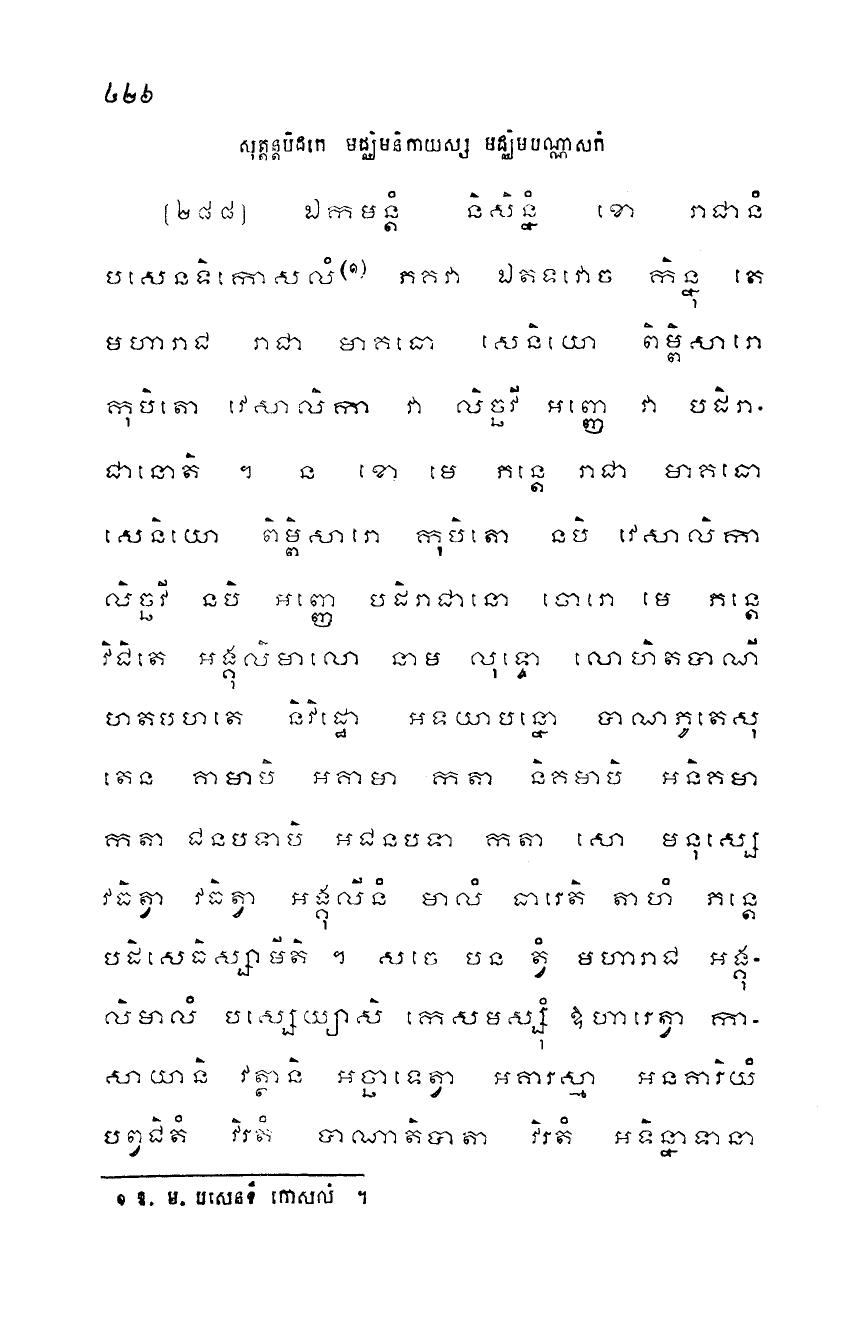 ៤២៦
សុត្តន្តបិដកេ មជ្ឈិមនិកាយស្ស មជ្ឈិមបណ្ណាសកំ
[២៨៨] ឯកមន្តំ និសិន្នំ ខោ រាជានំ
បសេនទិកោសលំ(១) ភគវា ឯតទវោច កិន្នុ តេ
មហារាជ រាជា មាគធោ សេនិយោ ពិម្ពិសារោ
កុបិតោ វេសាលិកា វា លិច្ឆវី អញ្ញេ វា បដិរា-
ជានោតិ ។ ន ខោ មេ ភន្តេ រាជា មាគធោ
សេនិយោ ពិម្ពិសារោ កុបិតោ នបិ វេសាលិកា
លិច្ឆវី នបិ អញ្ញេ បដិរាជានោ ចោរោ មេ ភន្តេ
វិជិតេ អង្គុលិមាលោ នាម លុទ្ទោ លោហិតបាណី
ហតបហតេ និវិដ្ឋោ អទយាបន្នោ បាណភូតេសុ
តេន គាមាបិ អគាមា កតា និគមាបិ អនិគមា
កតា ជនបទាបិ អជនបទា កតា សោ មនុស្សេ
វធិត្វា វធិត្វា អង្គុលីនំ មាលំ ធារេតិ តាហំ ភន្តេ
បដិសេធិស្សាមីតិ ។ សចេ បន ត្វំ មហារាជ អង្គុ-
លិមាលំ បស្សេយ្យាសិ កេសមស្សុំ ឱហារេត្វា កា-
សាយានិ វត្ថានិ អច្ឆាទេត្វា អគារស្មា អនគារិយំ
បព្វជិតំ វិរតំ បាណាតិបាតា វិរតំ អទិន្នាទានា
១ ឱ. ម. បសេនទឹ កោសលំ ។